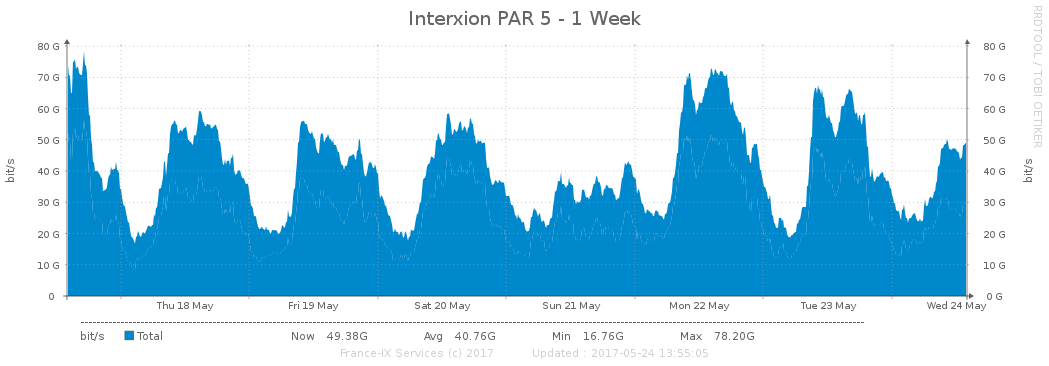 Interxion PAR 5 - 1 Week
RRDTOOL / TOBI OETIKER
bit/s
bit/s
80 G 80 G
70 G 70 G
60 G 60 G
50 G 50 G
40 G 40 G
30 G 30 G
20 G 20 G
10 G 10 G
0 0 G
Thu 18 May Fri 19 May Sat 20 May Sun 21 May Mon 22 May Tue 23 May Wed 24 May
bit/s Total Now 49.38G Avg 40.76G Min 16.76G Max 78.20G
France-IX Services (c) 2017 Updated : 2017-05-24 13:55:05